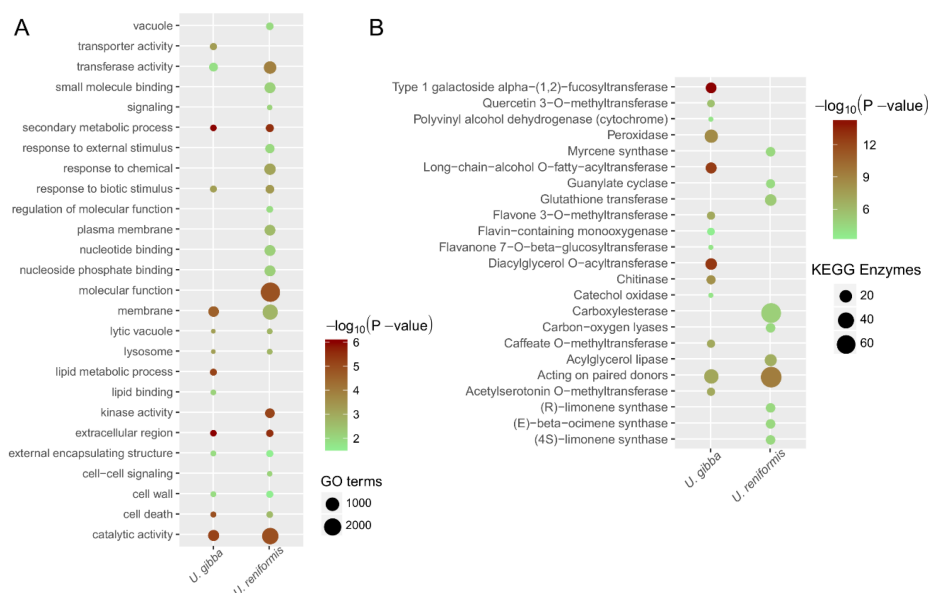 A
vacuole
transporter activity
transferase activity
small molecule binding
signaling
secondary metabolic process
response to external stimulus
response to chemical
response to biotic stimulus
regulation of molecular function
plasma membrane
nucleotide binding
nucleoside phosphate binding
molecular function
membrane
lytic vacuole
lysosome
lipid metabolic process
lipid binding
kinase activity
extracellular region
external encapsulating structure
cell−cell signaling
cell wall
cell death
catalytic activity
U. gibba
U. reniformis
−log10(P −value)
6
5
4
3
2
GO terms
1000
2000
B
Type 1 galactoside alpha−(1,2)−fucosyltransferase
Quercetin 3−O−methyltransferase
Polyvinyl alcohol dehydrogenase (cytochrome)
Peroxidase
Myrcene synthase
Long−chain−alcohol O−fatty−acyltransferase
Guanylate cyclase
Glutathione transferase
Flavone 3−O−methyltransferase
Flavin−containing monooxygenase
Flavanone 7−O−beta−glucosyltransferase
Diacylglycerol O−acyltransferase
Chitinase
Catechol oxidase
Carboxylesterase
Carbon−oxygen lyases
Caffeate O−methyltransferase
Acylglycerol lipase
Acting on paired donors
Acetylserotonin O−methyltransferase
(R)−limonene synthase
(E)−beta−ocimene synthase
(4S)−limonene synthase
U. gibba
U. reniformis
−log10(P −value)
12
9
6
KEGG Enzymes
20
40
60